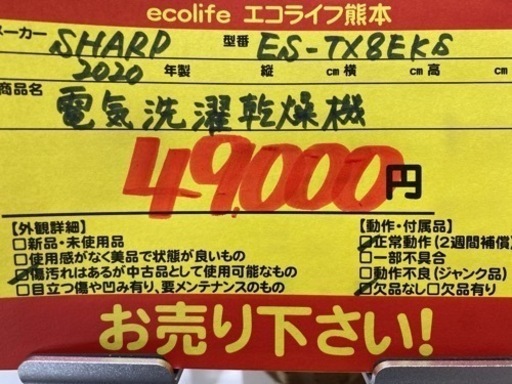 ecolife エコライフ熊本
メーカー SHARP 型番 ES-TX8EKS
2020 年製 縦 cm 横 cm 高 cm
商品名 電気洗濯乾燥機
49,000円
【外観詳細】
□新品・未使用品
□使用感がなく美品で状態が良いもの
☑傷汚れはあるが中古品として使用可能なもの
□目立つ傷や凹み有り、要メンテナンスのもの
【動作・付属品】
☑正常動作(2週間補償)
□一部不具合
□動作不良(ジャンク品)
☑欠品なし□欠品有り
お売り下さい!